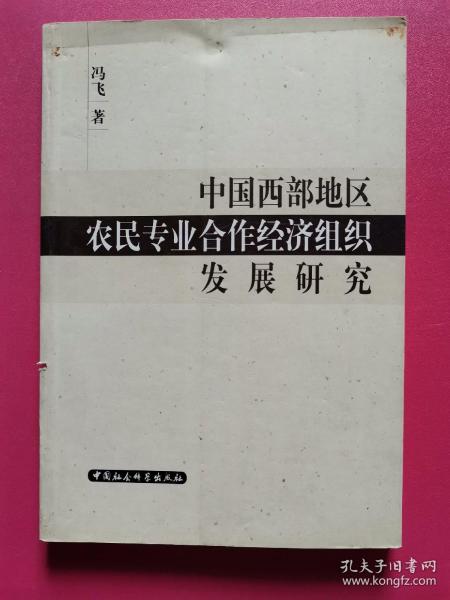 冯飞 著
中国西部地区
农民专业合作经济组织
发展研究
中国社会科学出版社
孔夫子旧书网
www.kongfz.com